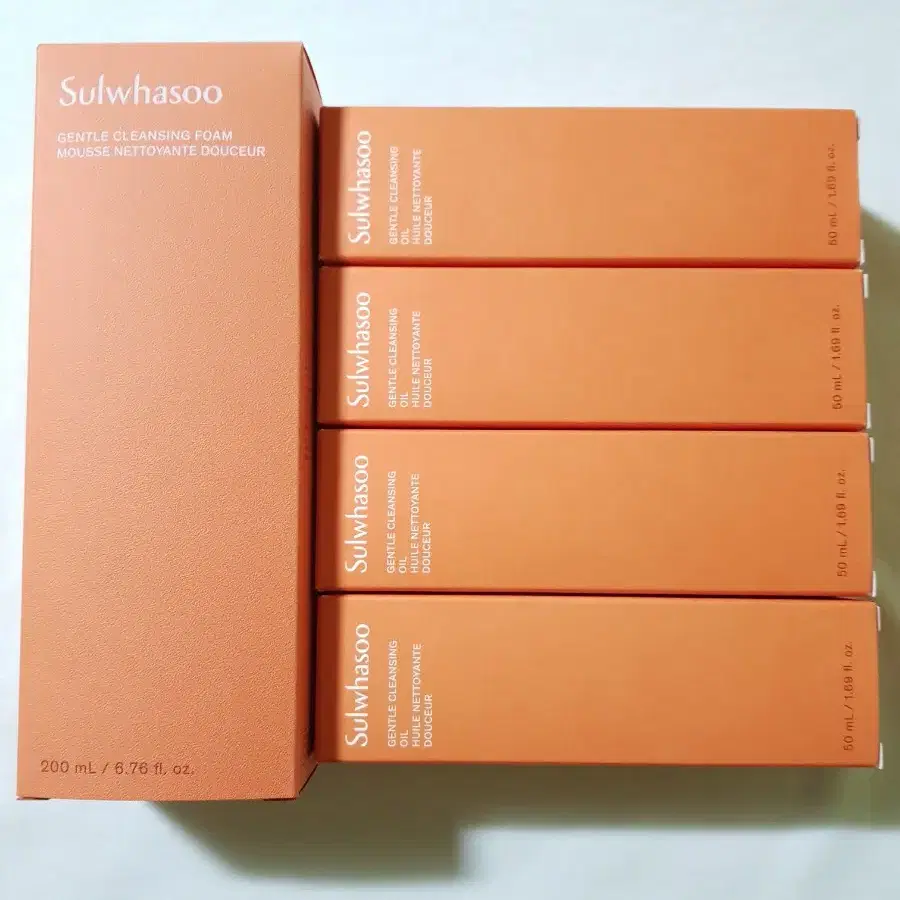 Sulwhasoo
GENTLE CLEANSING FOAM
MOUSSE NETTOYANTE DOUCEUR
200 mL / 6.76 fl. oz.
Sulwhasoo
GENTLE CLEANSING
OIL
HUILE NETTOYANTE
DOUCEUR
50 mL / 1.69 fl. oz.
Sulwhasoo
GENTLE CLEANSING
OIL
HUILE NETTOYANTE
DOUCEUR
50 mL / 1.69 fl. oz.
Sulwhasoo
GENTLE CLEANSING
OIL
HUILE NETTOYANTE
DOUCEUR
50 mL / 1.69 fl. oz.
Sulwhasoo
GENTLE CLEANSING
OIL
HUILE NETTOYANTE
DOUCEUR
50 mL / 1.69 fl. oz.